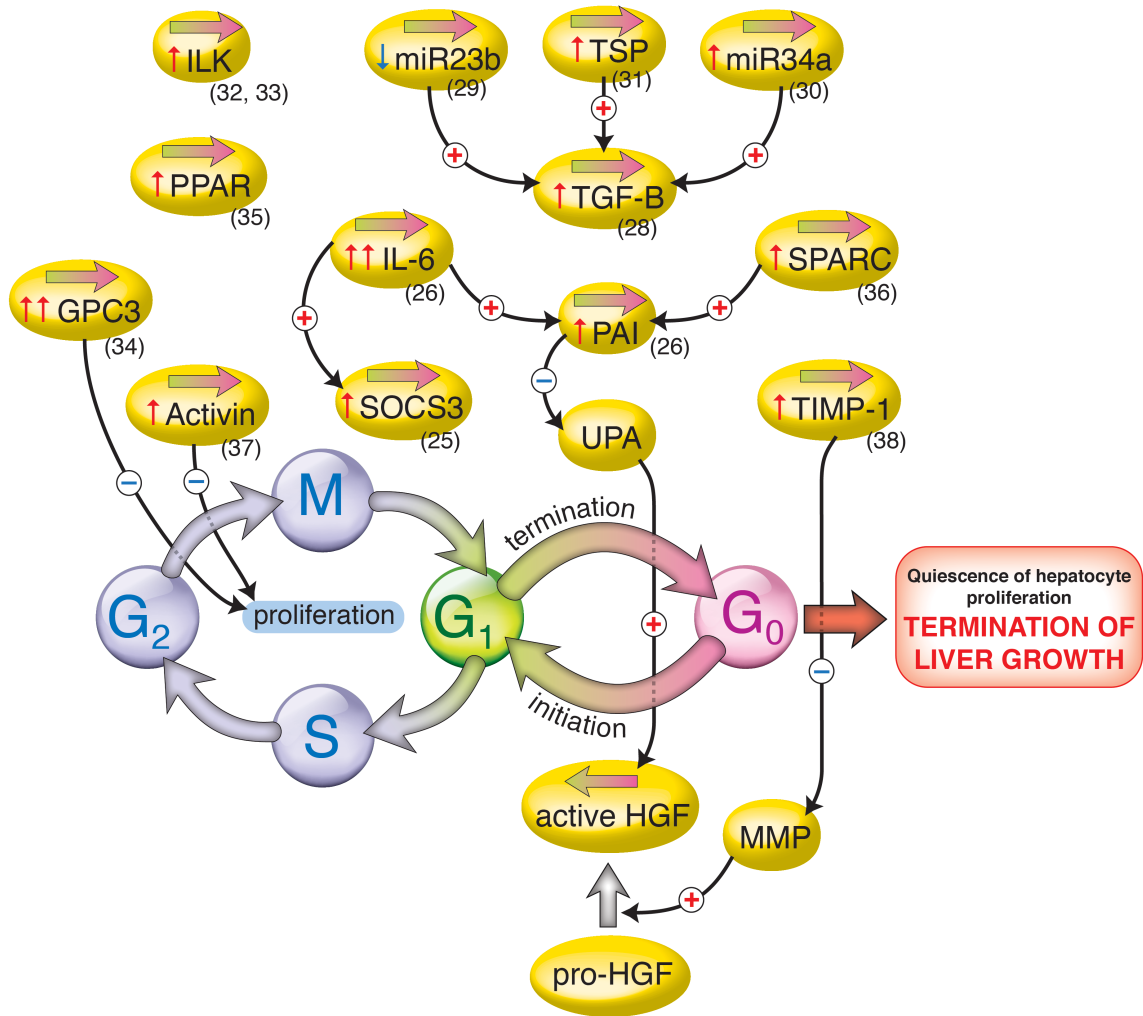 ↑ILK
(32, 33)
↓miR23b
(29)
↑TSP
(31)
↑miR34a
(30)
+
+
+
↑PPAR
(35)
↑TGF-B
(28)
↑↑IL-6
(26)
↑SPARC
(36)
↑↑GPC3
(34)
+
+
+
↑PAI
(26)
↑Activin
(37)
↑SOCS3
(25)
−
UPA
↑TIMP-1
(38)
−
−
M
termination
G2
proliferation
G1
+
G0
Quiescence of hepatocyte
proliferation
TERMINATION OF
LIVER GROWTH
−
S
initiation
active HGF
MMP
+
pro-HGF